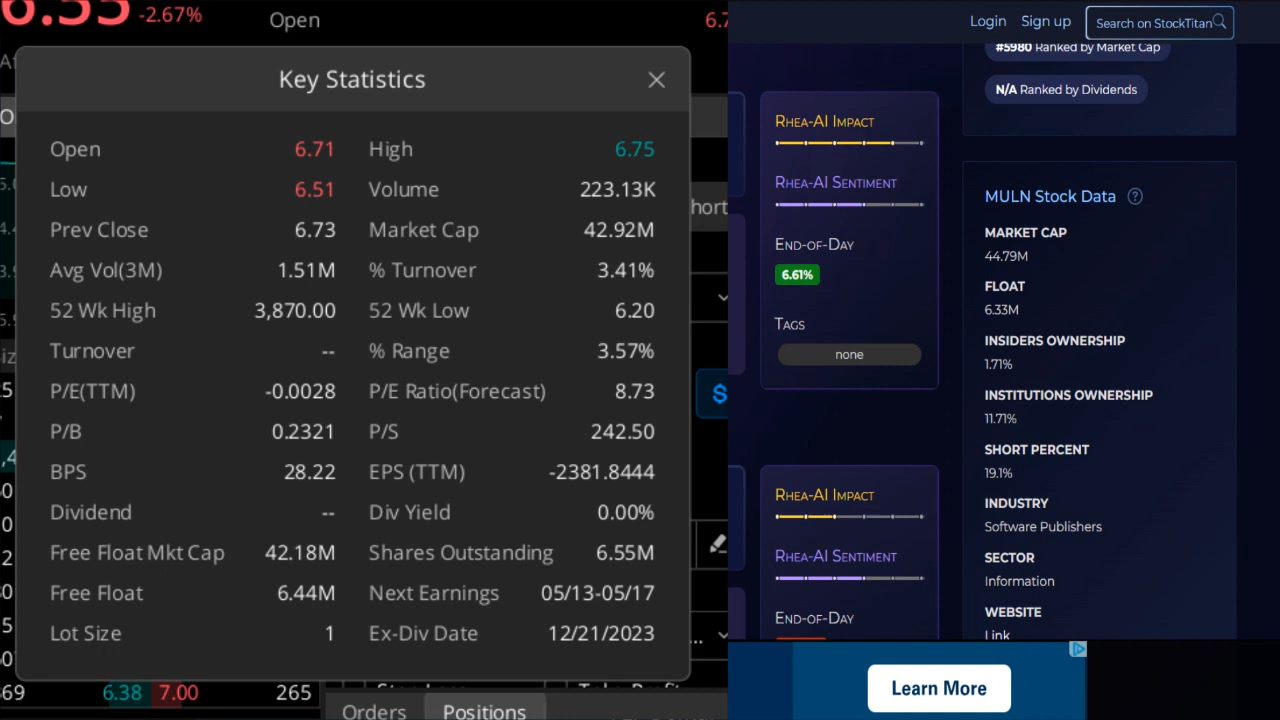 6.55 -2.67% Open
Key Statistics
Open 6.71 High 6.75
Low 6.51 Volume 223.13K
Prev Close 6.73 Market Cap 42.92M
Avg Vol(3M) 1.51M % Turnover 3.41%
52 Wk High 3,870.00 52 Wk Low 6.20
Turnover -- % Range 3.57%
P/E(TTM) -0.0028 P/E Ratio(Forecast) 8.73
P/B 0.2321 P/S 242.50
BPS 28.22 EPS (TTM) -2381.8444
Dividend -- Div Yield 0.00%
Free Float Mkt Cap 42.18M Shares Outstanding 6.55M
Free Float 6.44M Next Earnings 05/13-05/17
Lot Size 1 Ex-Div Date 12/21/2023
6.38 7.00 265
Orders Positions
Login Sign up Search on StockTitan
#5980 Ranked by Market Cap
N/A Ranked by Dividends
RHEA-AI IMPACT
RHEA-AI SENTIMENT
END-OF-DAY
6.61%
TAGS
none
RHEA-AI IMPACT
RHEA-AI SENTIMENT
END-OF-DAY
MULN Stock Data ?
MARKET CAP
44.79M
FLOAT
6.33M
INSIDERS OWNERSHIP
1.71%
INSTITUTIONS OWNERSHIP
11.71%
SHORT PERCENT
19.1%
INDUSTRY
Software Publishers
SECTOR
Information
WEBSITE
Link
Learn More